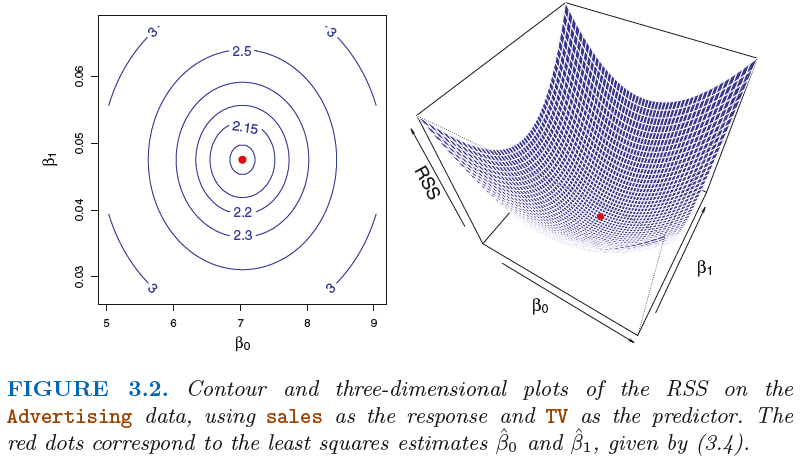 3
3
2.5
2.15
2.2
2.3
3
3
0.03 0.04 0.05 0.06
β1
5 6 7 8 9
β0
RSS
β0
β1
FIGURE 3.2. Contour and three-dimensional plots of the RSS on the
Advertising data, using sales as the response and TV as the predictor. The
red dots correspond to the least squares estimates β̂0 and β̂1, given by (3.4).